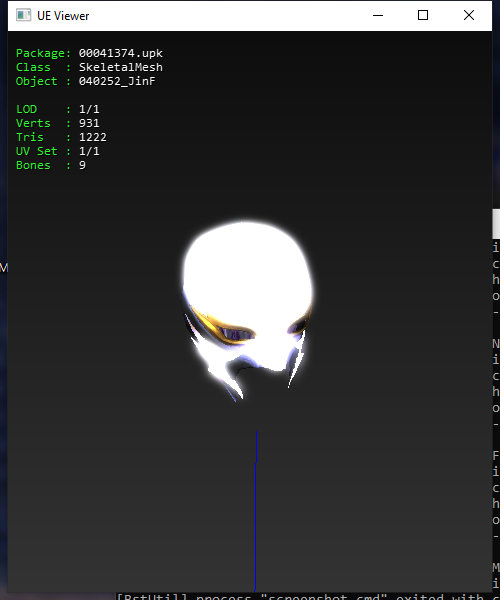 UE Viewer
Package: 00041374.upk
Class : SkeletalMesh
Object : 040252_JinF
LOD : 1/1
Verts : 931
Tris : 1222
UV Set : 1/1
Bones : 9
M
i
c
h
o
-
N
i
c
h
o
-
F
i
c
h
o
-
M
i
[BstUtil] process "screenshot.cmd" exited with c